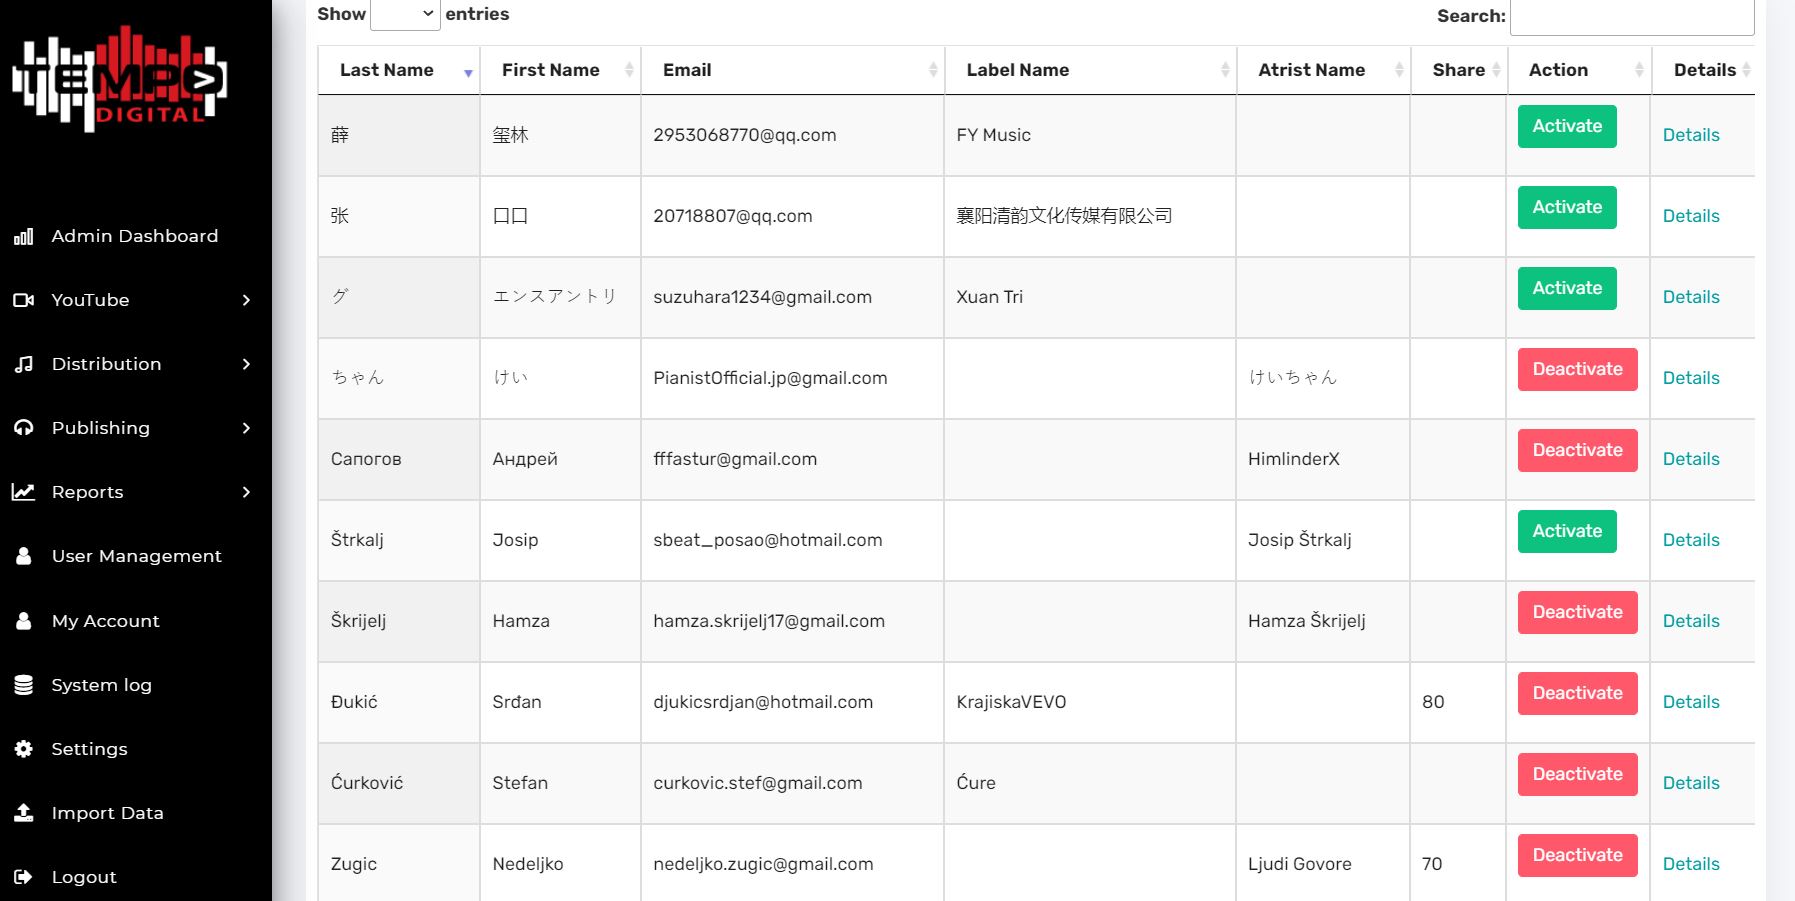 Show entries Search:
TEMPO
DIGITAL
Last Name First Name Email Label Name Atrist Name Share Action Details
薛 玺林 2953068770@qq.com FY Music Activate Details
张 口口 20718807@qq.com 襄阳清韵文化传媒有限公司 Activate Details
グ エンスアントリ suzuhara1234@gmail.com Xuan Tri Activate Details
ちゃん けい PianistOfficial.jp@gmail.com けいちゃん Deactivate Details
Сапогов Андрей fffastur@gmail.com HimlinderX Deactivate Details
Štrkalj Josip sbeat_posao@hotmail.com Josip Štrkalj Activate Details
Škrijelj Hamza hamza.skrijelj17@gmail.com Hamza Škrijelj Deactivate Details
Đukić Srđan djukicsrdjan@hotmail.com KrajiskaVEVO 80 Deactivate Details
Ćurković Stefan curkovic.stef@gmail.com Ćure Deactivate Details
Zugic Nedeljko nedeljko.zugic@gmail.com Ljudi Govore 70 Deactivate Details
Admin Dashboard
YouTube
Distribution
Publishing
Reports
User Management
My Account
System log
Settings
Import Data
Logout